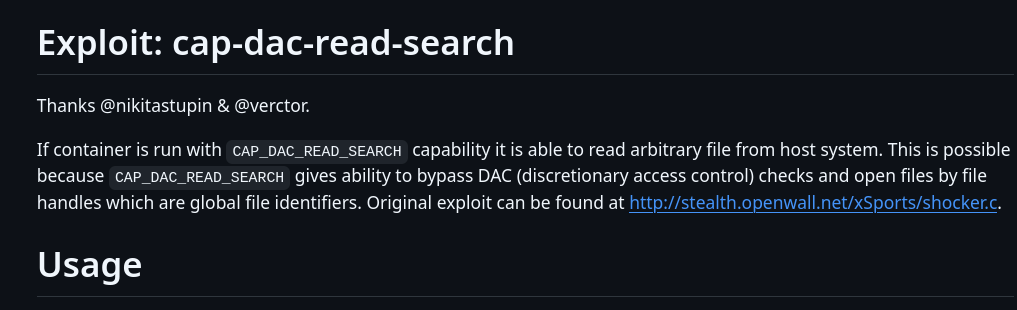 Exploit: cap-dac-read-search
Thanks @nikitastupin & @verctor.
If container is run with CAP_DAC_READ_SEARCH capability it is able to read arbitrary file from host system. This is possible
because CAP_DAC_READ_SEARCH gives ability to bypass DAC (discretionary access control) checks and open files by file
handles which are global file identifiers. Original exploit can be found at http://stealth.openwall.net/xSports/shocker.c.
Usage